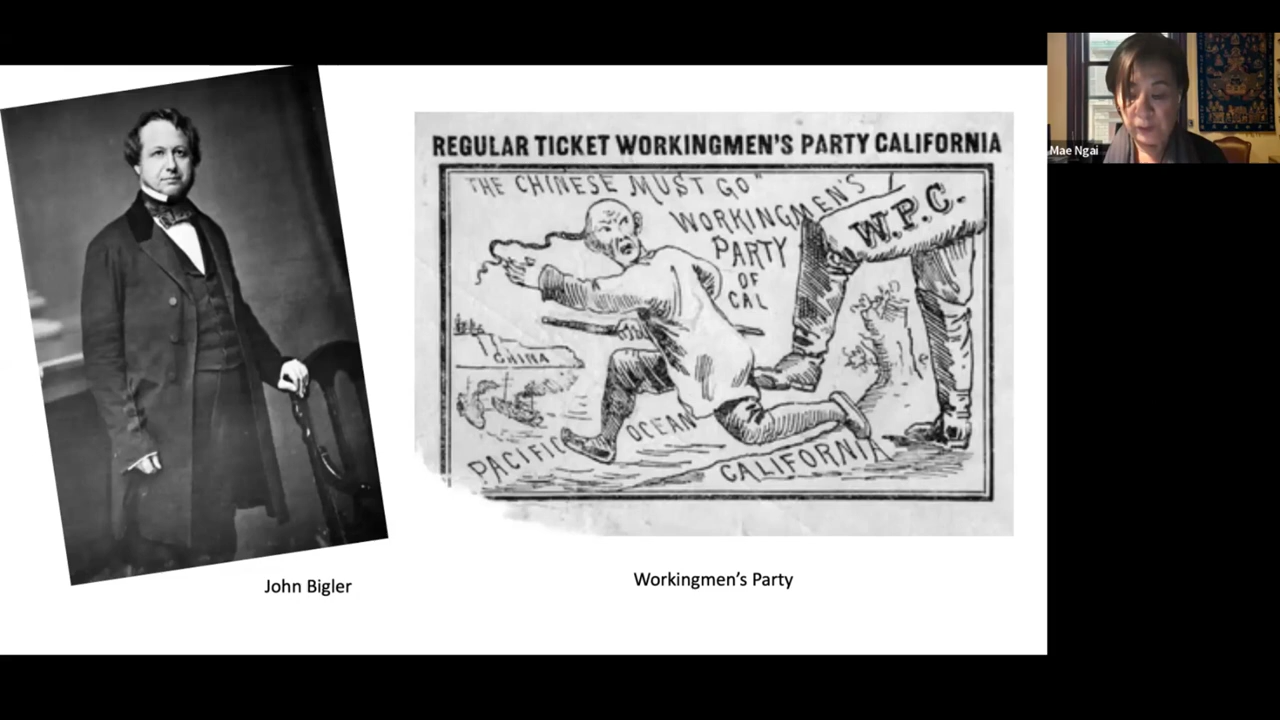 REGULAR TICKET WORKINGMEN'S PARTY CALIFORNIA
"THE CHINESE MUST GO"
WORKINGMEN'S
PARTY
OF
CAL
W.P.C.
CHINA
PACIFIC OCEAN
CALIFORNIA
John Bigler
Workingmen's Party
Mae Ngai